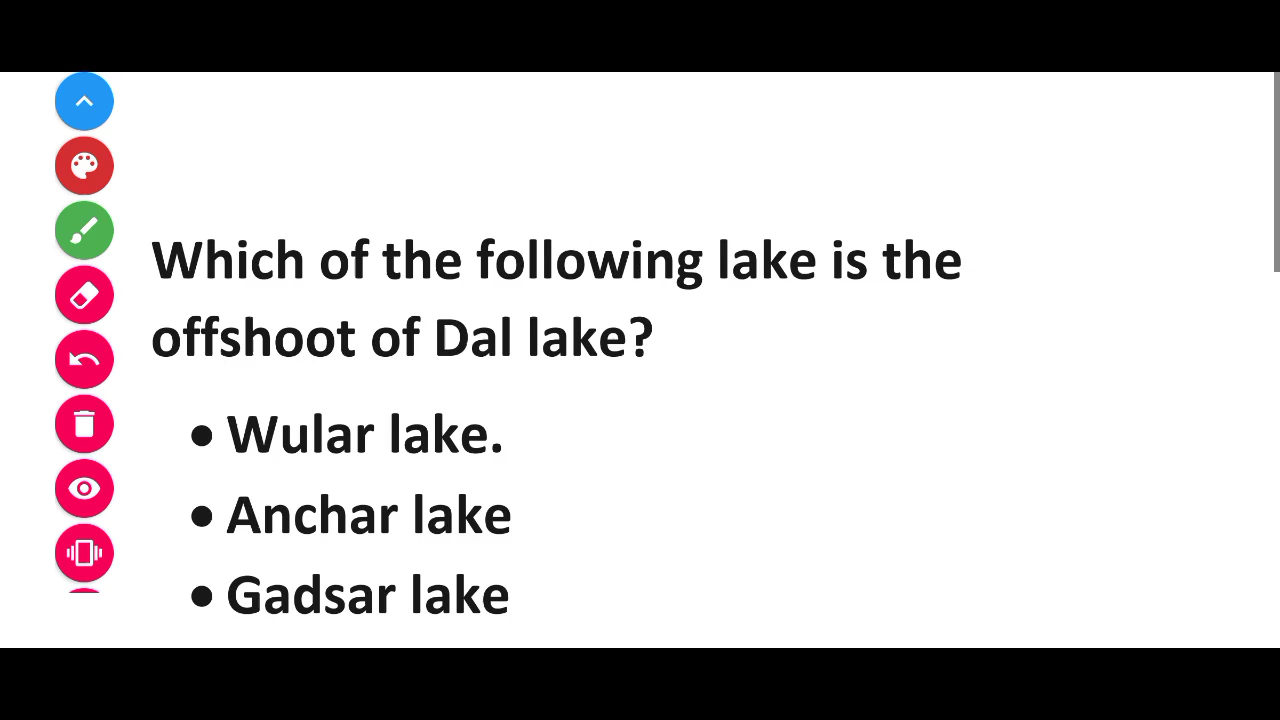 Which of the following lake is the
offshoot of Dal lake?
• Wular lake.
• Anchar lake
• Gadsar lake